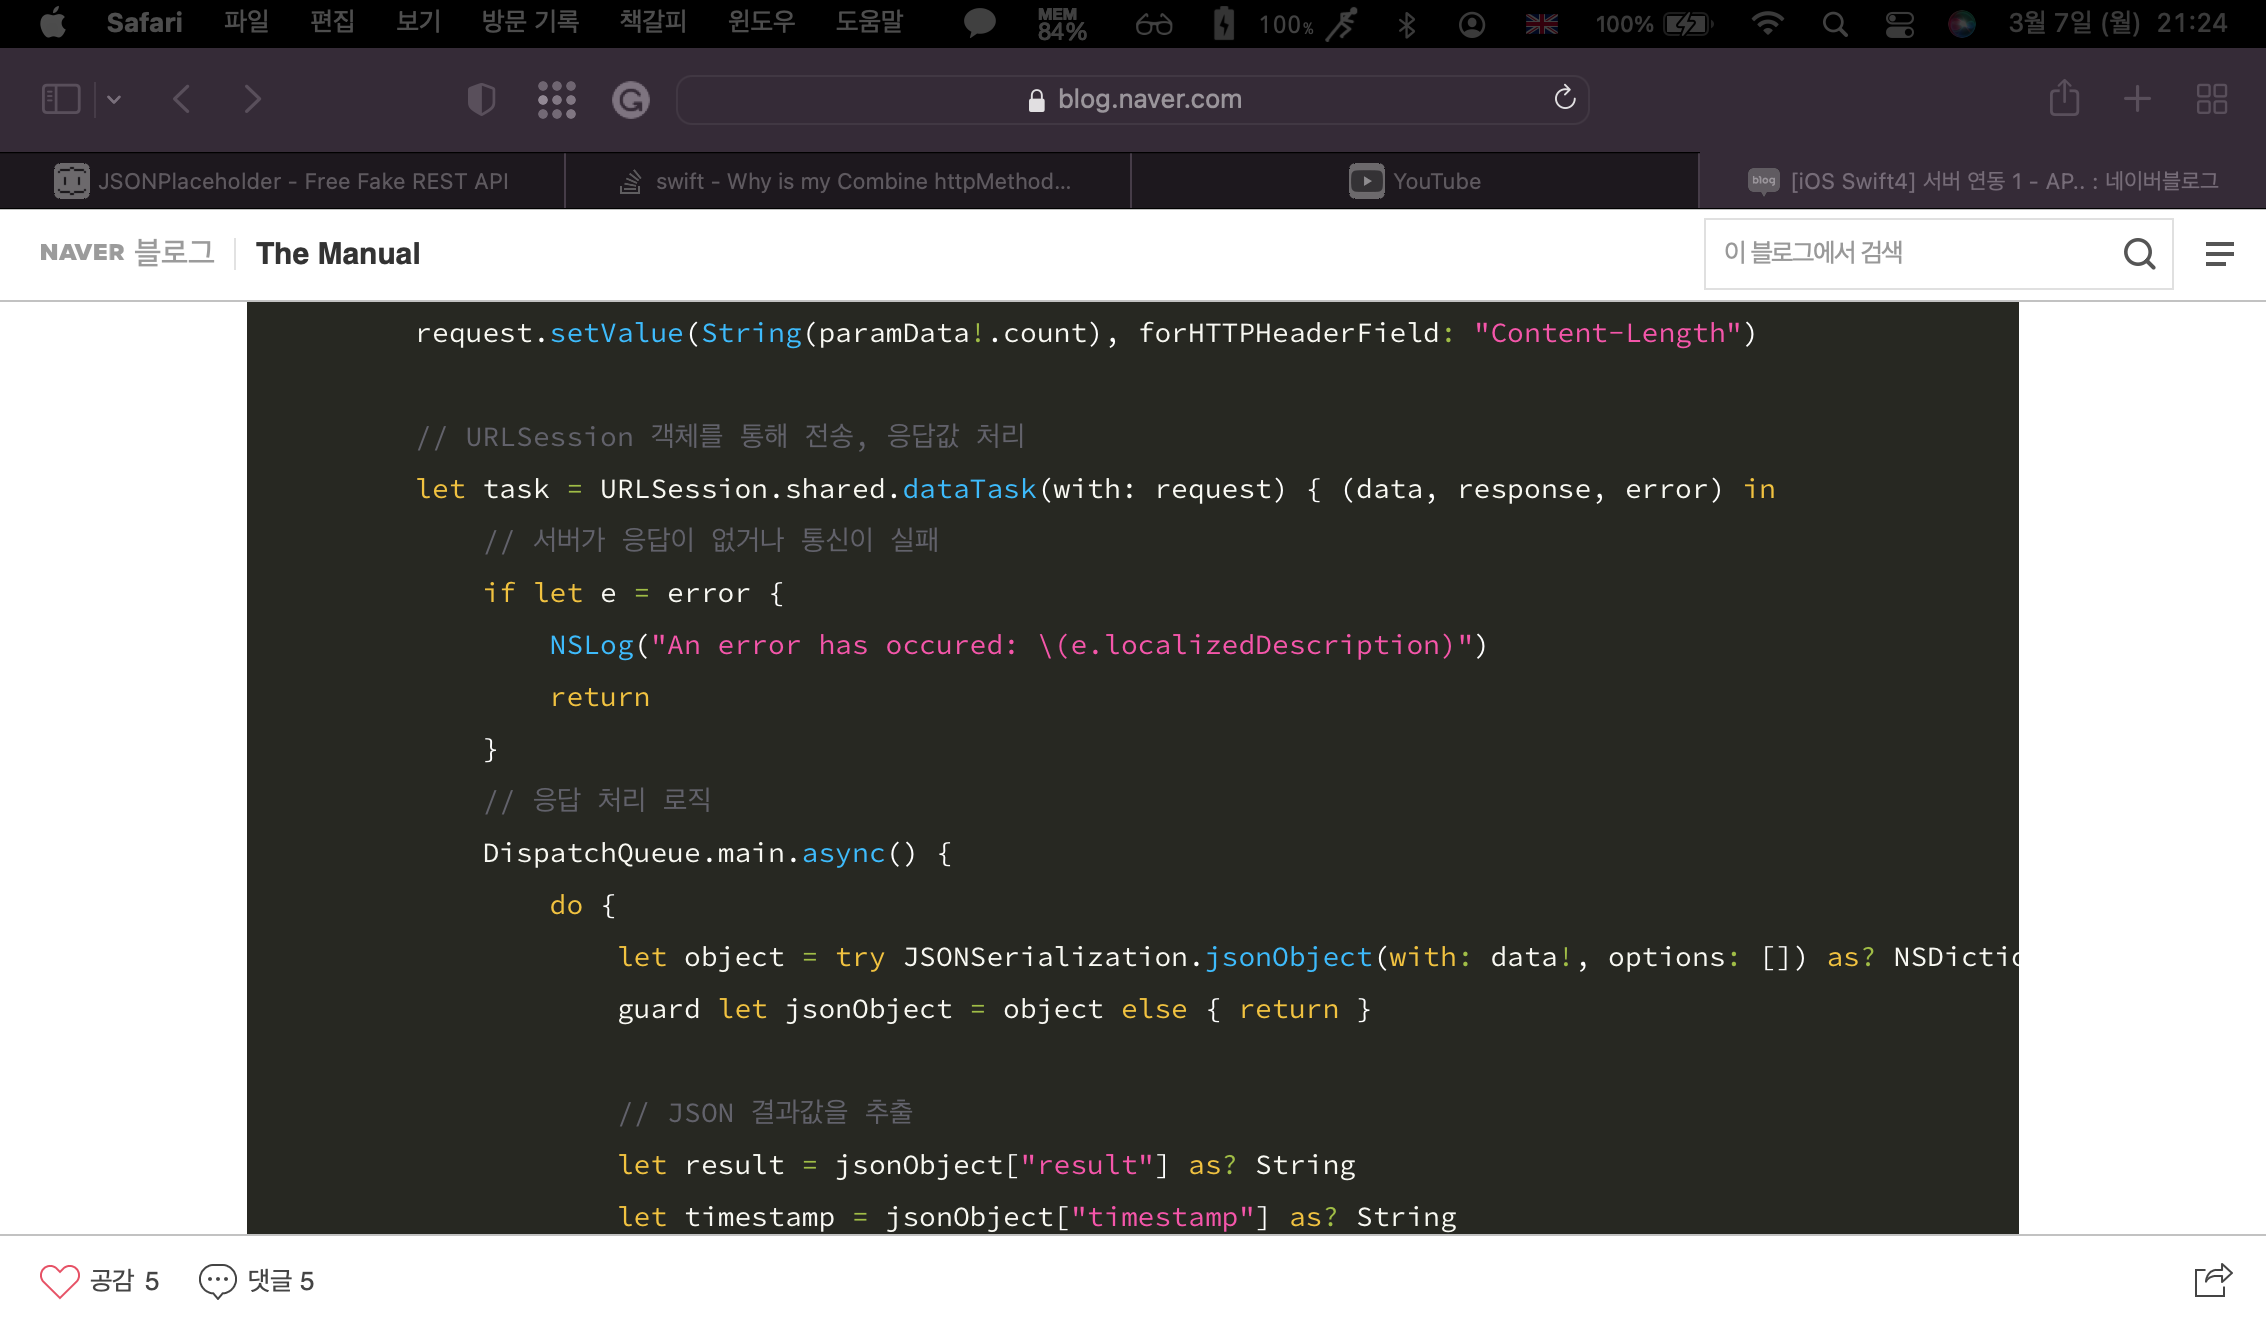 Safari 파일 편집 보기 방문 기록 책갈피 윈도우 도움말 MEM 84% 100% 100% 3월 7일 (월) 21:24
blog.naver.com
JSONPlaceholder - Free Fake REST API
swift - Why is my Combine httpMethod...
YouTube
blog [iOS Swift4] 서버 연동 1 - AP.. : 네이버블로그
NAVER 블로그 The Manual 이 블로그에서 검색
request.setValue(String(paramData!.count), forHTTPHeaderField: "Content-Length")
// URLSession 객체를 통해 전송, 응답값 처리
let task = URLSession.shared.dataTask(with: request) { (data, response, error) in
// 서버가 응답이 없거나 통신이 실패
if let e = error {
NSLog("An error has occured: \(e.localizedDescription)")
return
}
// 응답 처리 로직
DispatchQueue.main.async() {
do {
let object = try JSONSerialization.jsonObject(with: data!, options: []) as? NSDictic
guard let jsonObject = object else { return }
// JSON 결과값을 추출
let result = jsonObject["result"] as? String
let timestamp = jsonObject["timestamp"] as? String
공감 5 댓글 5